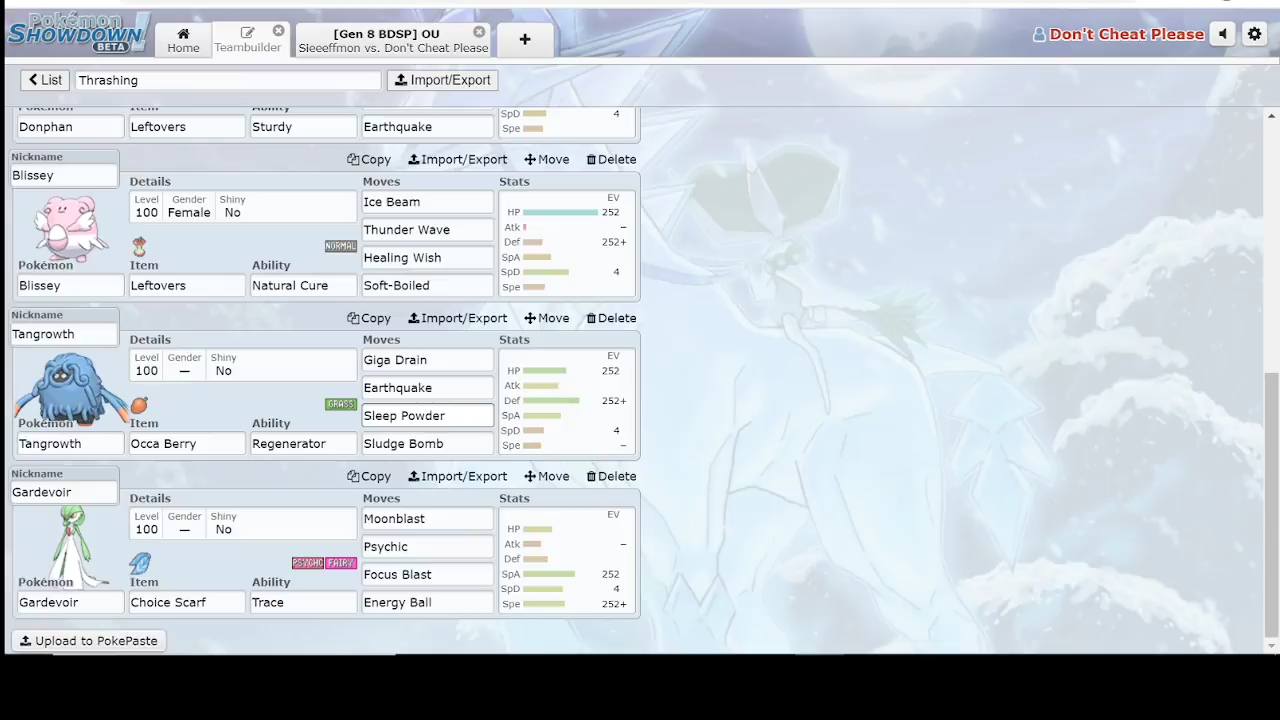 Pokémon
SHOWDOWN!
BETA
Home
Teambuilder
[Gen 8 BDSP] OU
Sleeeffmon vs. Don't Cheat Please
+
Don't Cheat Please
List
Thrashing
Import/Export
Pokémon Item Ability
Donphan
Leftovers
Sturdy
Earthquake
SpD 4
Spe
Nickname
Blissey
Copy Import/Export Move Delete
Details
Moves
Stats
Level Gender Shiny
100 Female No
Ice Beam
Thunder Wave
Healing Wish
Soft-Boiled
EV
HP 252
Atk –
Def 252+
SpA
SpD 4
Spe
NORMAL
Pokémon Item Ability
Blissey
Leftovers
Natural Cure
Nickname
Tangrowth
Copy Import/Export Move Delete
Details
Moves
Stats
Level Gender Shiny
100 — No
Giga Drain
Earthquake
Sleep Powder
Sludge Bomb
EV
HP 252
Atk
Def 252+
SpA
SpD 4
Spe –
GRASS
Pokémon Item Ability
Tangrowth
Occa Berry
Regenerator
Nickname
Gardevoir
Copy Import/Export Move Delete
Details
Moves
Stats
Level Gender Shiny
100 — No
Moonblast
Psychic
Focus Blast
Energy Ball
EV
HP
Atk –
Def
SpA 252
SpD 4
Spe 252+
PSYCHC FAIRY
Pokémon Item Ability
Gardevoir
Choice Scarf
Trace
Upload to PokePaste